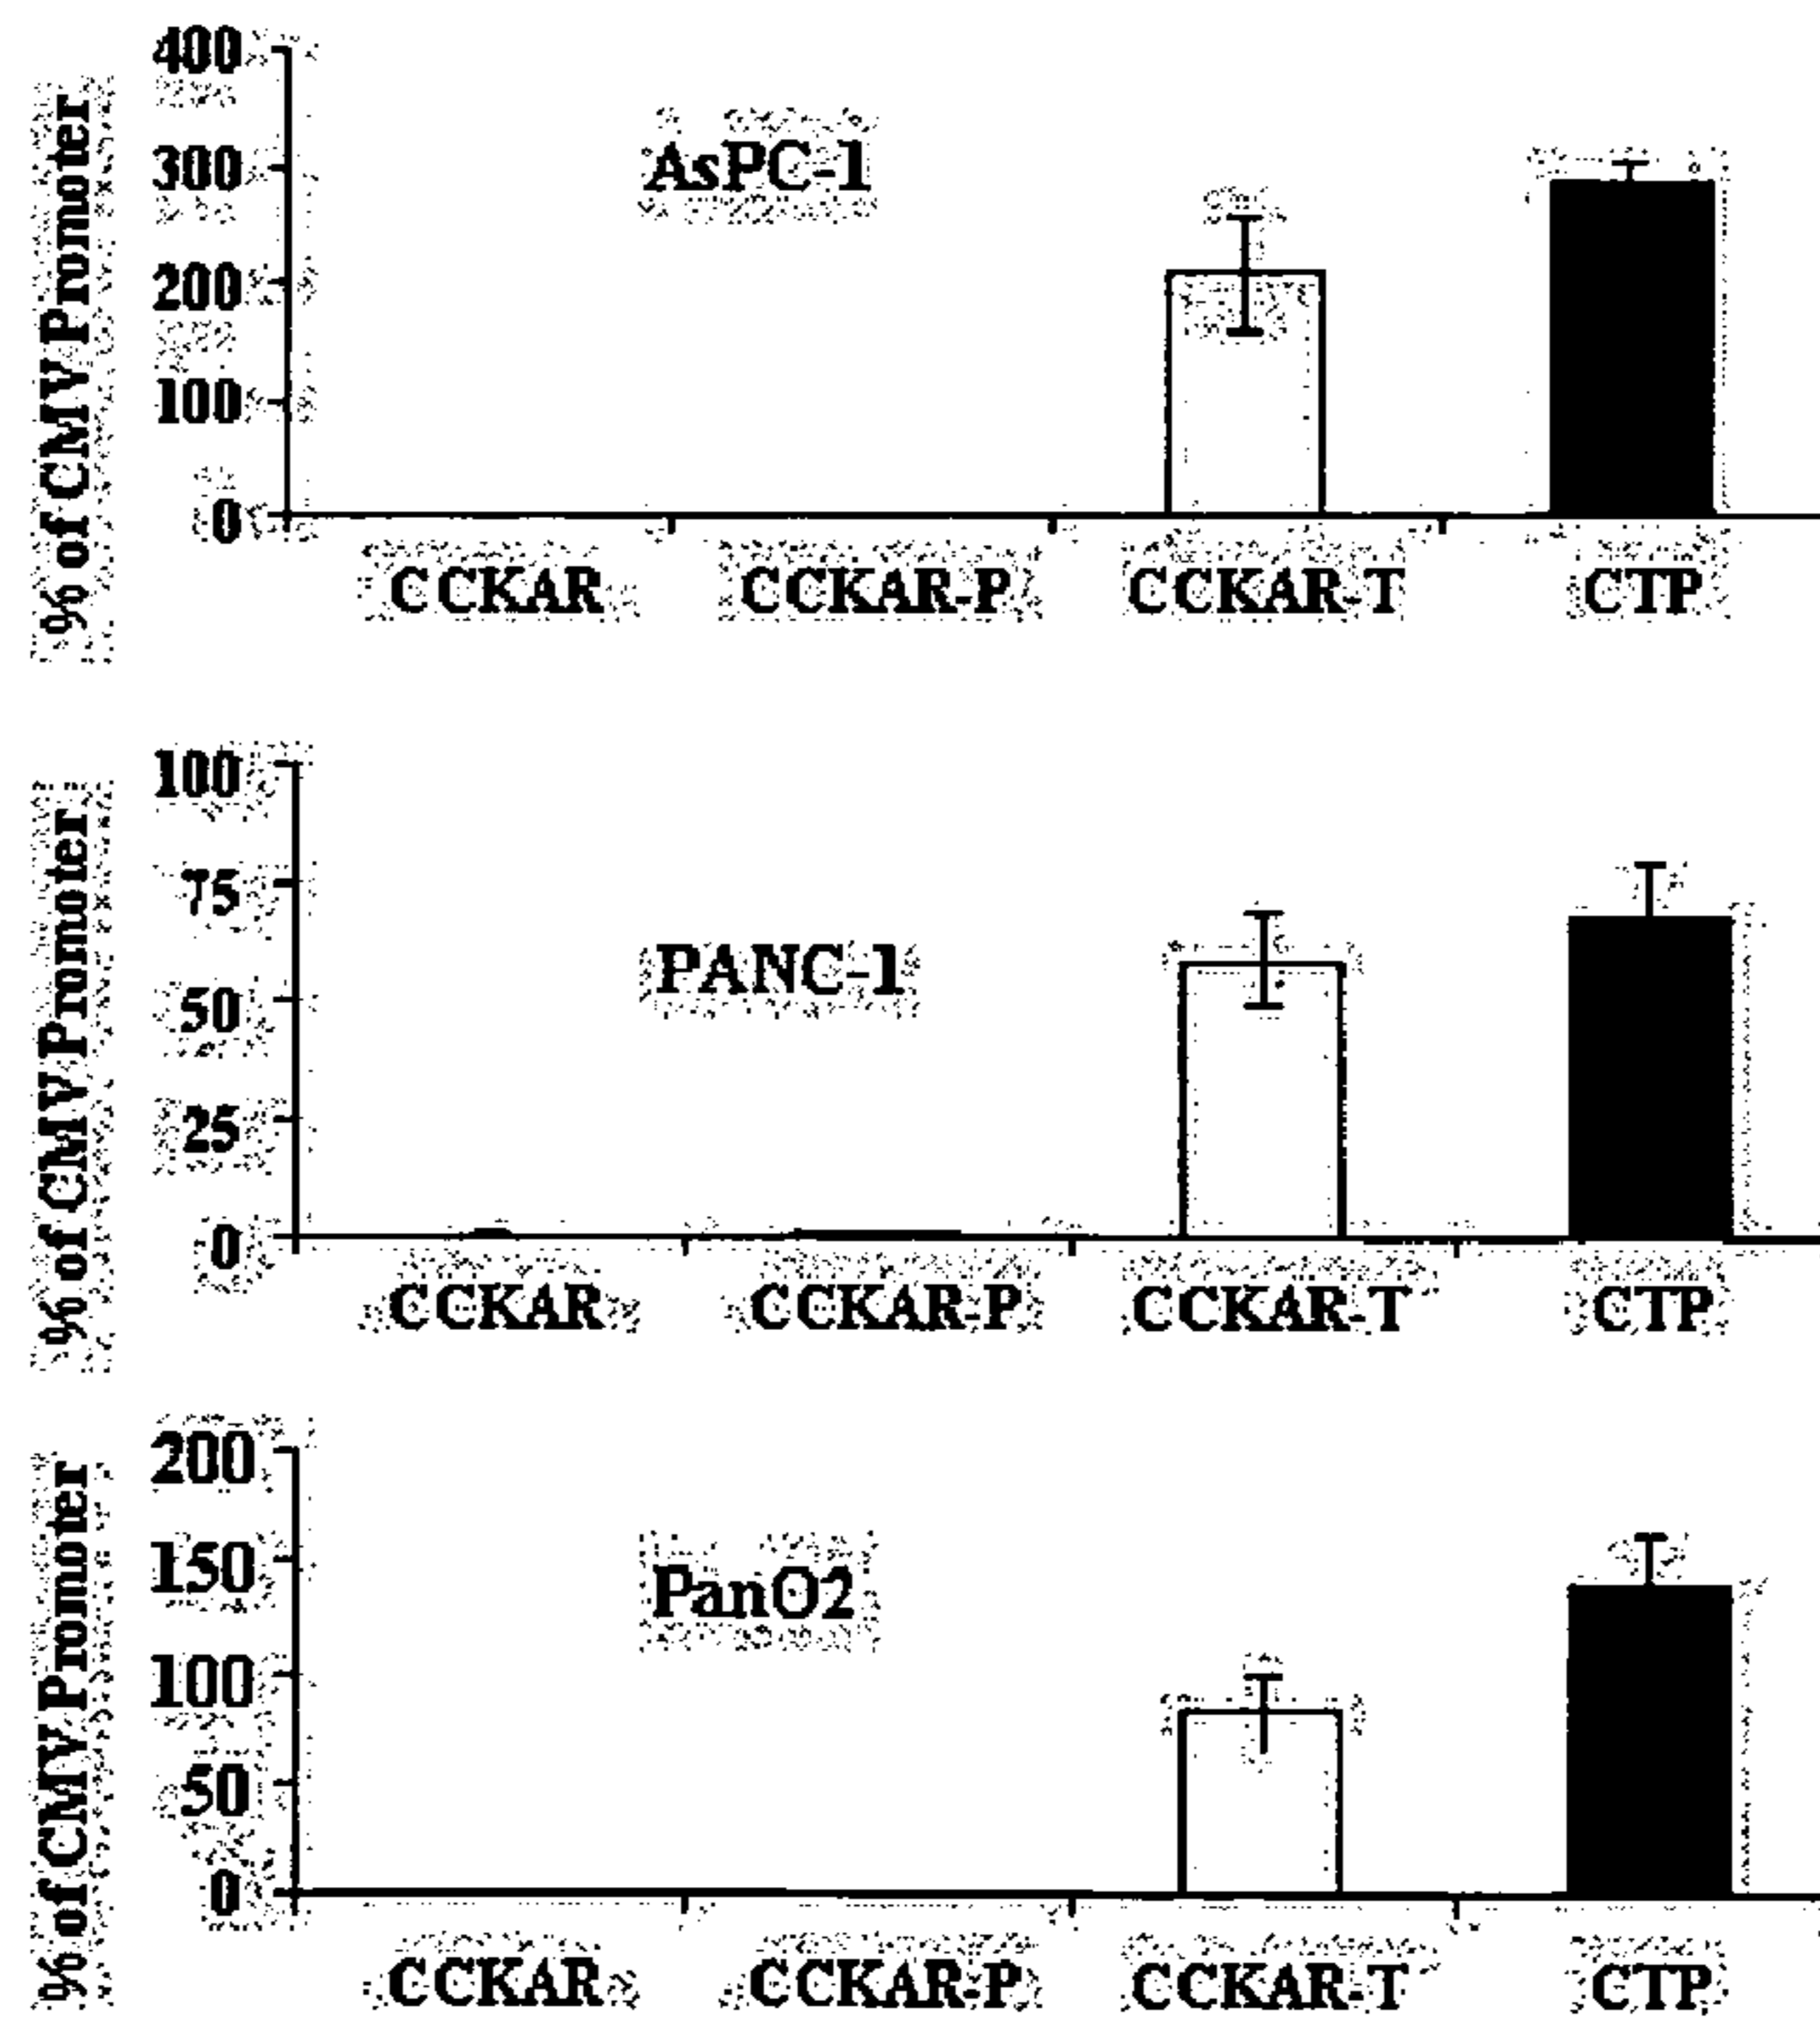 % of CMV Promoter
400
300
200
100
0
AsPC-1
CCKAR CCKAR-P CCKAR-T CTP
% of CMV Promoter
100
75
50
25
0
PANC-1
CCKAR CCKAR-P CCKAR-T CTP
% of CMV Promoter
200
150
100
50
0
PanO2
CCKAR CCKAR-P CCKAR-T CTP